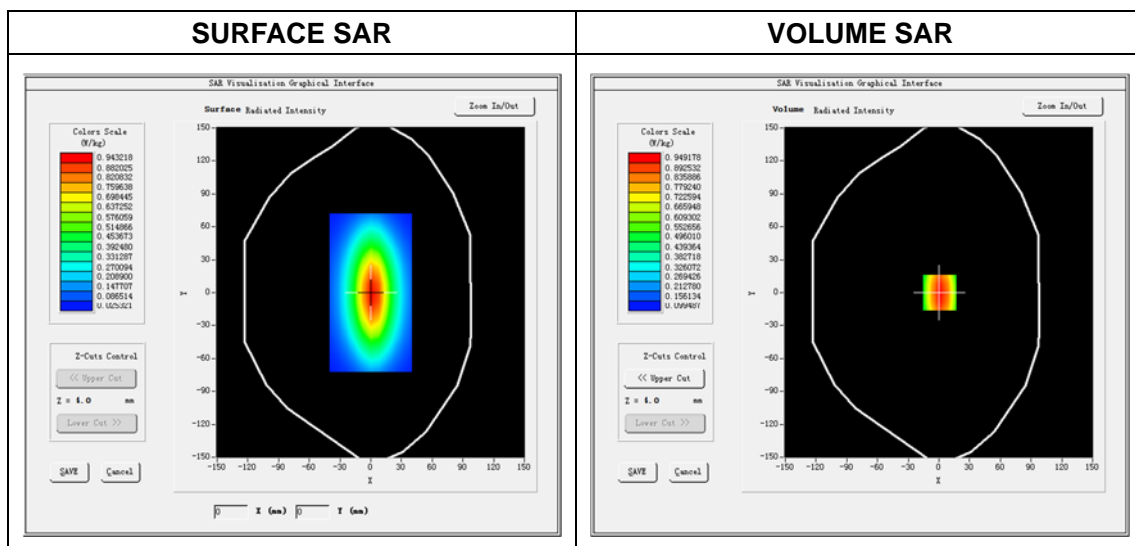 SURFACE SAR
VOLUME SAR
SAR Visualisation Graphical Interface
Surface Radiated Intensity
Zoom In/Out
Colors Scale
(W/kg)
0.943218
0.882025
0.820832
0.759638
0.698445
0.637252
0.576059
0.514866
0.453673
0.392480
0.331287
0.270094
0.208900
0.147707
0.086514
0.025321
150
120
90
60
30
0
-30
-60
-90
-120
-150
Y
-150 -120 -90 -60 -30 0 30 60 90 120 150
X
Z-Cuts Control
<< Upper Cut
Z = 4.0 mm
Lower Cut >>
SAVE Cancel
0 X (mm) 0 Y (mm)
SAR Visualisation Graphical Interface
Volume Radiated Intensity
Zoom In/Out
Colors Scale
(W/kg)
0.949178
0.892532
0.835886
0.779240
0.722594
0.665948
0.609302
0.552656
0.496010
0.439364
0.382718
0.326072
0.269426
0.212780
0.156134
0.099487
150
120
90
60
30
0
-30
-60
-90
-120
-150
Y
-150 -120 -90 -60 -30 0 30 60 90 120 150
X
Z-Cuts Control
<< Upper Cut
Z = 4.0 mm
Lower Cut >>
SAVE Cancel